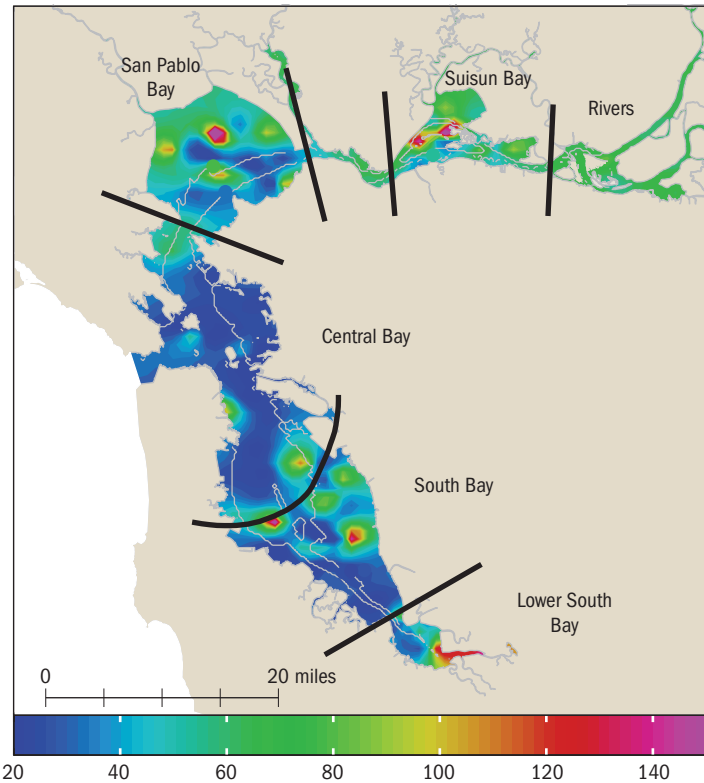 San Pablo
Bay
Suisun Bay
Rivers
Central Bay
South Bay
Lower South
Bay
0 20 miles
20 40 60 80 100 120 140